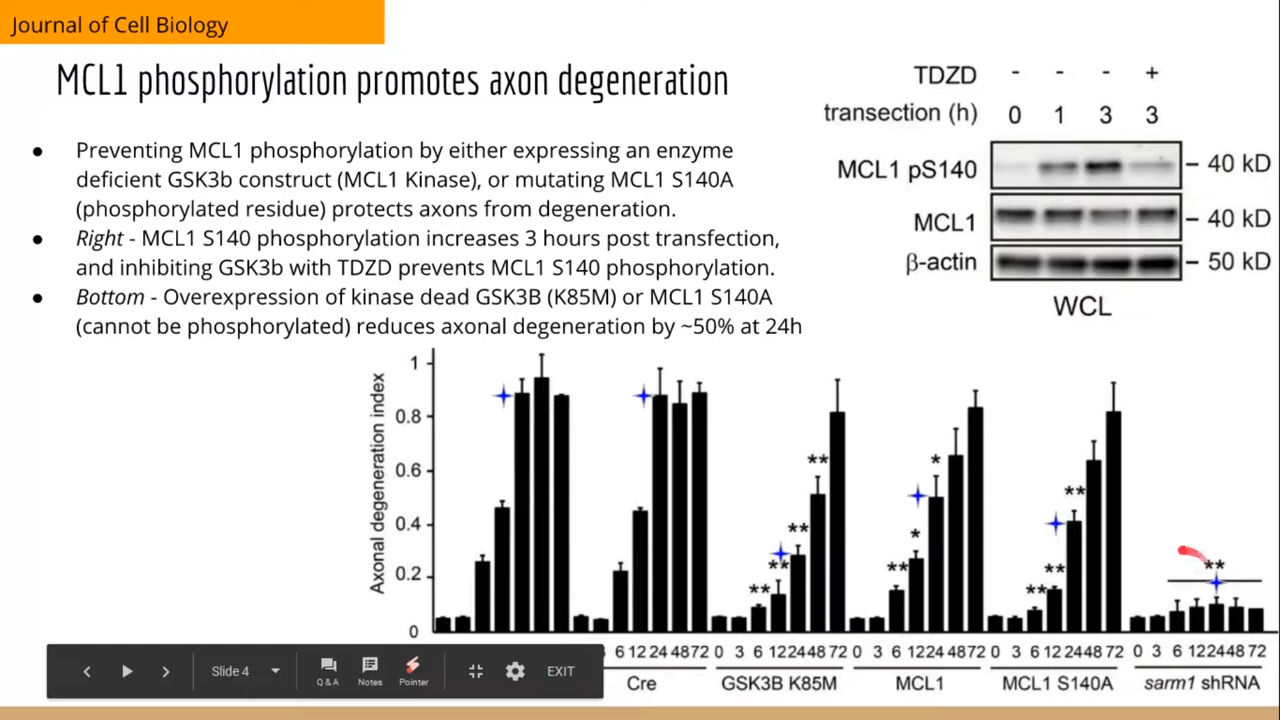 Journal of Cell Biology
MCL1 phosphorylation promotes axon degeneration
● Preventing MCL1 phosphorylation by either expressing an enzyme
deficient GSK3b construct (MCL1 Kinase), or mutating MCL1 S140A
(phosphorylated residue) protects axons from degeneration.
● Right - MCL1 S140 phosphorylation increases 3 hours post transfection,
and inhibiting GSK3b with TDZD prevents MCL1 S140 phosphorylation.
● Bottom - Overexpression of kinase dead GSK3B (K85M) or MCL1 S140A
(cannot be phosphorylated) reduces axonal degeneration by ~50% at 24h
TDZD - - - +
transection (h) 0 1 3 3
MCL1 pS140 – 40 kD
MCL1 – 40 kD
β-actin – 50 kD
WCL
Axonal degeneration index
1
0.8
0.6
0.4
0.2
0
** ** ** **
** * *
** ** **
**
6 12 24 48 72 0 3 6 12 24 48 72 0 3 6 12 24 48 72 0 3 6 12 24 48 72 0 3 6 12 24 48 72
Cre GSK3B K85M MCL1 MCL1 S140A sarm1 shRNA
Slide 4
Q & A Notes Pointer
EXIT